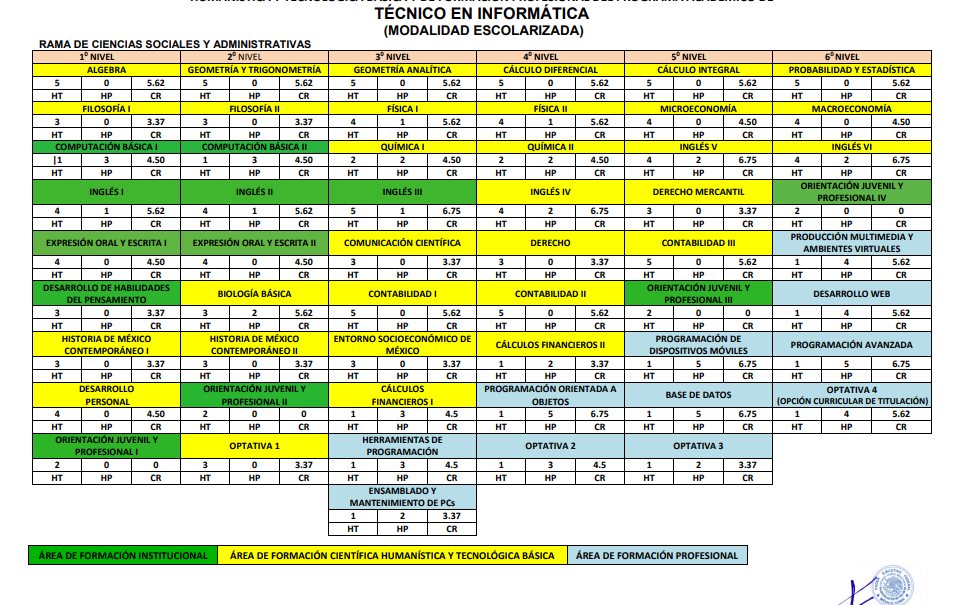 HUMANÍSTICA Y TECNOLÓGICA BÁSICA Y DE FORMACIÓN PROFESIONAL DEL PROGRAMA ACADÉMICO DE
TÉCNICO EN INFORMÁTICA
(MODALIDAD ESCOLARIZADA)
RAMA DE CIENCIAS SOCIALES Y ADMINISTRATIVAS
1º NIVEL 2º NIVEL 3º NIVEL 4º NIVEL 5º NIVEL 6º NIVEL
ALGEBRA GEOMETRÍA Y TRIGONOMETRÍA GEOMETRÍA ANALÍTICA CÁLCULO DIFERENCIAL CÁLCULO INTEGRAL PROBABILIDAD Y ESTADÍSTICA
5 0 5.62 5 0 5.62 5 0 5.62 5 0 5.62 5 0 5.62 5 0 5.62
HT HP CR HT HP CR HT HP CR HT HP CR HT HP CR HT HP CR
FILOSOFÍA I FILOSOFÍA II FÍSICA I FÍSICA II MICROECONOMÍA MACROECONOMÍA
3 0 3.37 3 0 3.37 4 1 5.62 4 1 5.62 4 0 4.50 4 0 4.50
HT HP CR HT HP CR HT HP CR HT HP CR HT HP CR HT HP CR
COMPUTACIÓN BÁSICA I COMPUTACIÓN BÁSICA II QUÍMICA I QUÍMICA II INGLÉS V INGLÉS VI
|1 3 4.50 1 3 4.50 2 2 4.50 2 2 4.50 4 2 6.75 4 2 6.75
HT HP CR HT HP CR HT HP CR HT HP CR HT HP CR HT HP CR
INGLÉS I INGLÉS II INGLÉS III INGLÉS IV DERECHO MERCANTIL ORIENTACIÓN JUVENIL Y
PROFESIONAL IV
4 1 5.62 4 1 5.62 5 1 6.75 4 2 6.75 3 0 3.37 2 0 0
HT HP CR HT HP CR HT HP CR HT HP CR HT HP CR HT HP CR
EXPRESIÓN ORAL Y ESCRITA I EXPRESIÓN ORAL Y ESCRITA II COMUNICACIÓN CIENTÍFICA DERECHO CONTABILIDAD III PRODUCCIÓN MULTIMEDIA Y
AMBIENTES VIRTUALES
4 0 4.50 4 0 4.50 3 0 3.37 3 0 3.37 5 0 5.62 1 4 5.62
HT HP CR HT HP CR HT HP CR HT HP CR HT HP CR HT HP CR
DESARROLLO DE HABILIDADES BIOLOGÍA BÁSICA CONTABILIDAD I CONTABILIDAD II ORIENTACIÓN JUVENIL Y DESARROLLO WEB
DEL PENSAMIENTO PROFESIONAL III
3 0 3.37 3 2 5.62 5 0 5.62 5 0 5.62 2 0 0 1 4 5.62
HT HP CR HT HP CR HT HP CR HT HP CR HT HP CR HT HP CR
HISTORIA DE MÉXICO HISTORIA DE MÉXICO ENTORNO SOCIOECONÓMICO DE CÁLCULOS FINANCIEROS II PROGRAMACIÓN DE PROGRAMACIÓN AVANZADA
CONTEMPORÁNEO I CONTEMPORÁNEO II MÉXICO DISPOSITIVOS MÓVILES
3 0 3.37 3 0 3.37 3 0 3.37 1 2 3.37 1 5 6.75 1 5 6.75
HT HP CR HT HP CR HT HP CR HT HP CR HT HP CR HT HP CR
DESARROLLO ORIENTACIÓN JUVENIL Y CÁLCULOS PROGRAMACIÓN ORIENTADA A BASE DE DATOS OPTATIVA 4
PERSONAL PROFESIONAL II FINANCIEROS I OBJETOS (OPCIÓN CURRICULAR DE TITULACIÓN)
4 0 4.50 2 0 0 1 3 4.5 1 5 6.75 1 5 6.75 1 4 5.62
HT HP CR HT HP CR HT HP CR HT HP CR HT HP CR HT HP CR
ORIENTACIÓN JUVENIL Y OPTATIVA 1 HERRAMIENTAS DE OPTATIVA 2 OPTATIVA 3
PROFESIONAL I PROGRAMACIÓN
2 0 0 3 0 3.37 1 3 4.5 1 3 4.5 1 2 3.37
HT HP CR HT HP CR HT HP CR HT HP CR HT HP CR
ENSAMBLADO Y
MANTENIMIENTO DE PCs
1 2 3.37
HT HP CR
ÁREA DE FORMACIÓN INSTITUCIONAL ÁREA DE FORMACIÓN CIENTÍFICA HUMANÍSTICA Y TECNOLÓGICA BÁSICA ÁREA DE FORMACIÓN PROFESIONAL